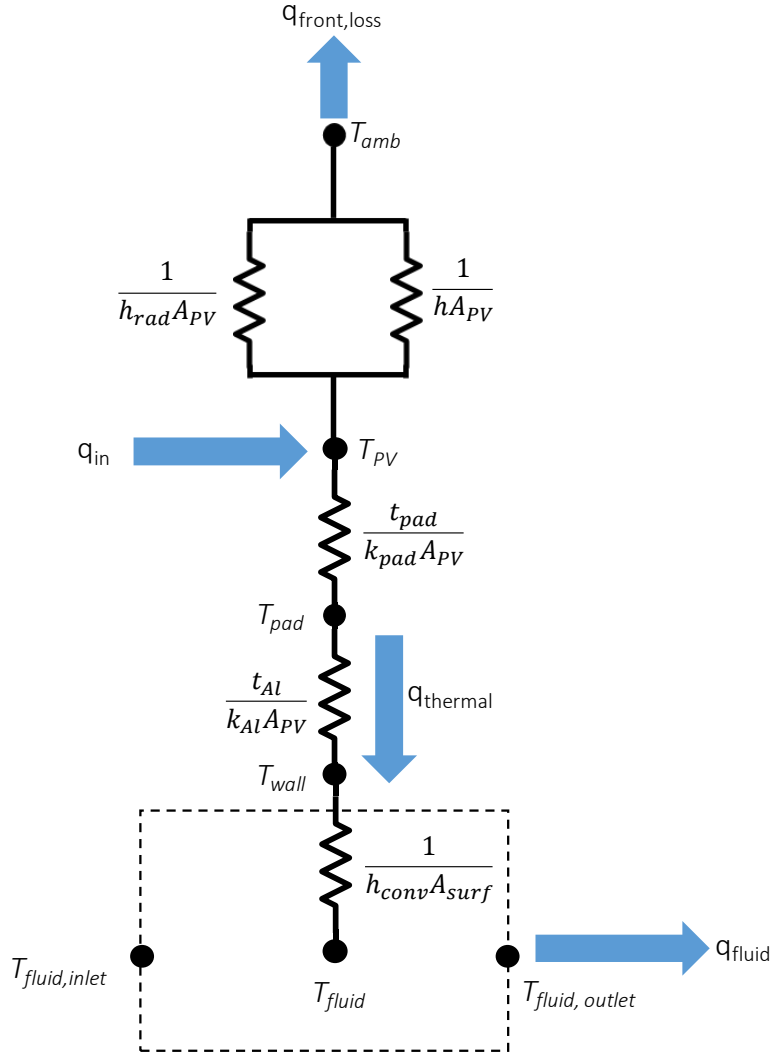 q_front,loss
T_amb
1
h_rad A_PV
1
hA_PV
q_in
T_PV
t_pad
k_pad A_PV
T_pad
t_Al
k_Al A_PV
q_thermal
T_wall
1
h_conv A_surf
T_fluid,inlet
T_fluid
T_fluid, outlet
q_fluid